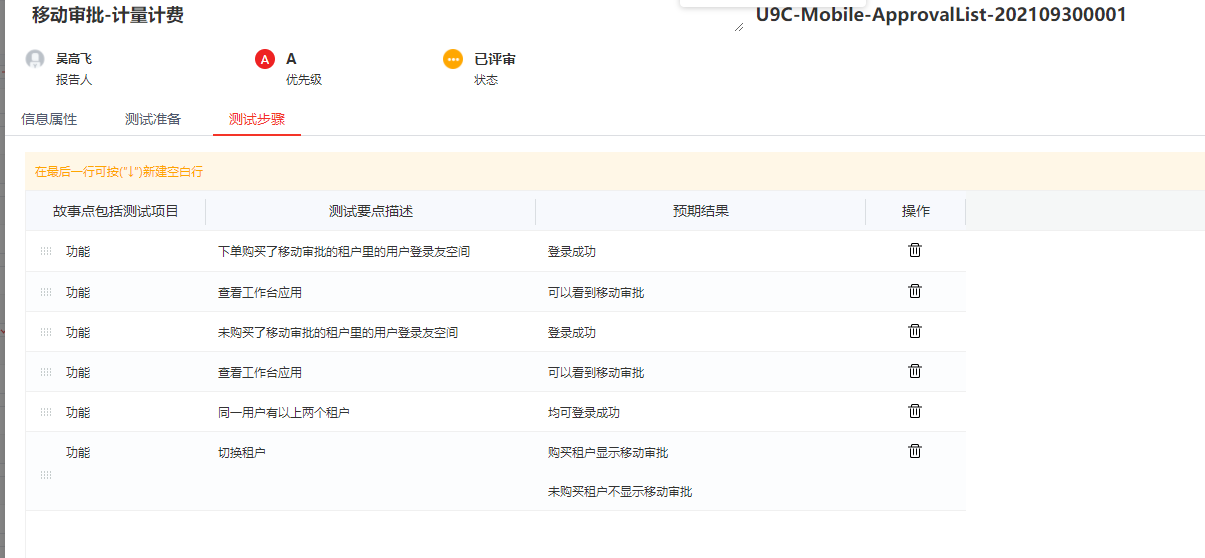 移动审批-计量计费
U9C-Mobile-ApprovalList-202109300001
吴高飞
报告人
A
A
优先级
已评审
状态
信息属性 测试准备 测试步骤
在最后一行可按("↓")新建空白行
故事点包括测试项目 测试要点描述 预期结果 操作
功能 下单购买了移动审批的租户里的用户登录友空间 登录成功
功能 查看工作台应用 可以看到移动审批
功能 未购买了移动审批的租户里的用户登录友空间 登录成功
功能 查看工作台应用 可以看到移动审批
功能 同一用户有以上两个租户 均可登录成功
功能 切换租户 购买租户显示移动审批
未购买租户不显示移动审批